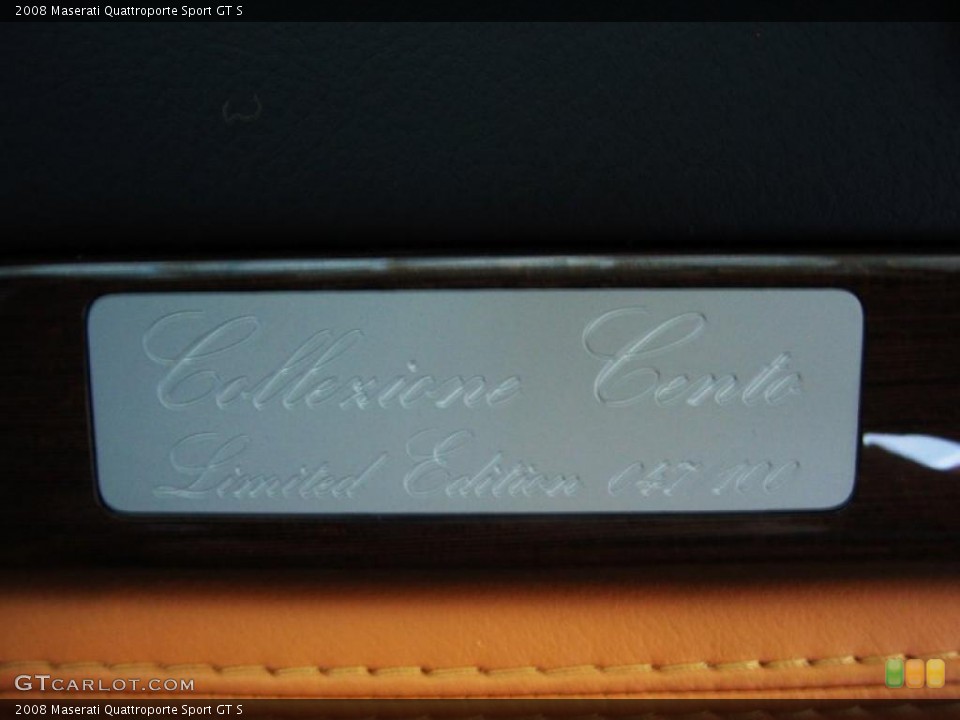 2008 Maserati Quattroporte Sport GT S
Collezione Cento
Limited Edition 047 100
GTCARLOT.COM
2008 Maserati Quattroporte Sport GT S